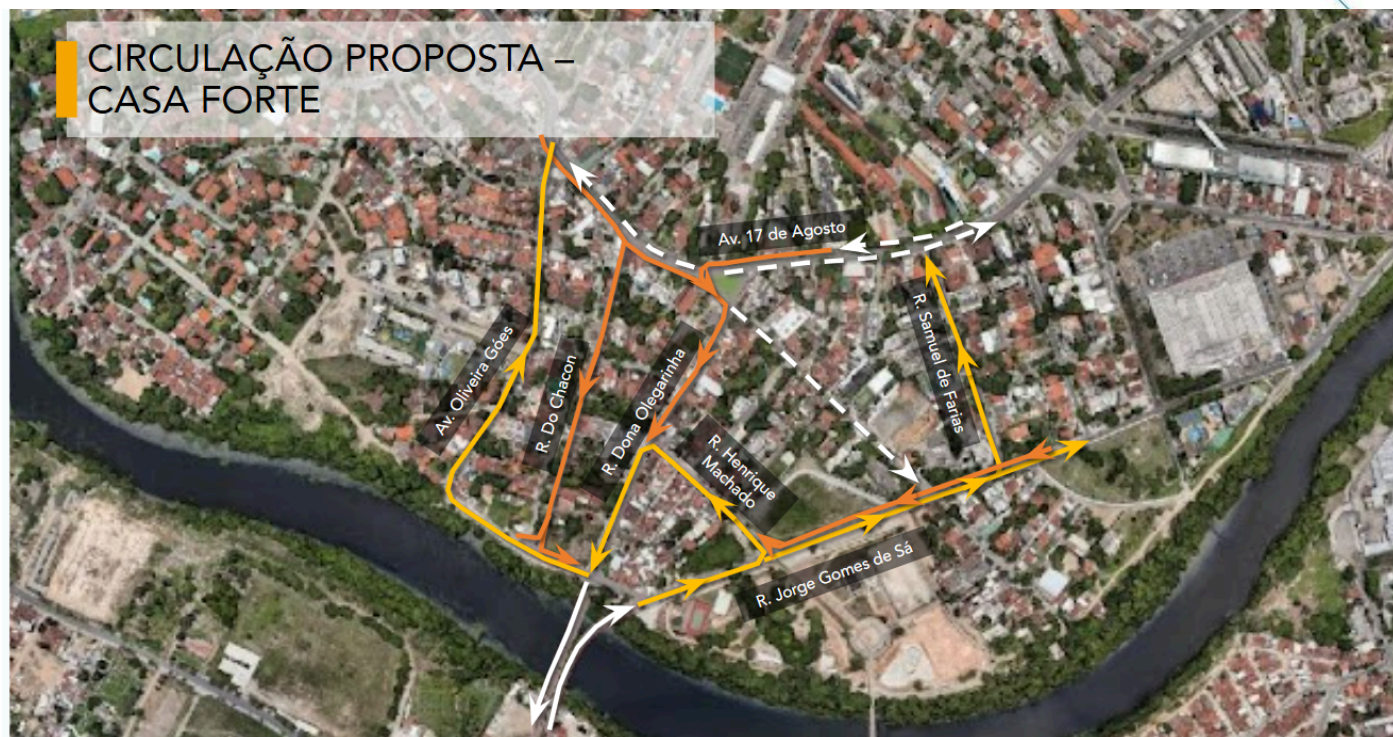 CIRCULAÇÃO PROPOSTA –
CASA FORTE
Av. 17 de Agosto
R. Samuel de Farias
Av. Oliveira Góes
R. Do Chacon
R. Dona Olegarinha
R. Henrique
Machado
R. Jorge Gomes de Sá